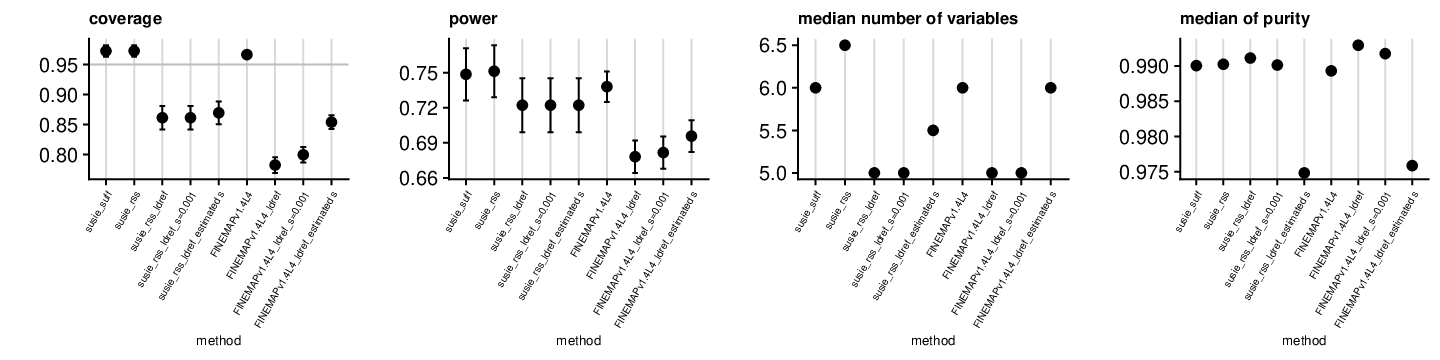 coverage
0.95
0.90
0.85
0.80
susie_suff
susie_rss
susie_rss_ldref
susie_rss_ldref_s=0.001
susie_rss_ldref_estimated.s
FINEMAPv1.4L4
FINEMAPv1.4L4_ldref
FINEMAPv1.4L4_ldref_s=0.001
FINEMAPv1.4L4_ldref_estimated.s
method
power
0.75
0.72
0.69
0.66
susie_suff
susie_rss
susie_rss_ldref
susie_rss_ldref_s=0.001
susie_rss_ldref_estimated.s
FINEMAPv1.4L4
FINEMAPv1.4L4_ldref
FINEMAPv1.4L4_ldref_s=0.001
FINEMAPv1.4L4_ldref_estimated.s
method
median number of variables
6.5
6.0
5.5
5.0
susie_suff
susie_rss
susie_rss_ldref
susie_rss_ldref_s=0.001
susie_rss_ldref_estimated.s
FINEMAPv1.4L4
FINEMAPv1.4L4_ldref
FINEMAPv1.4L4_ldref_s=0.001
FINEMAPv1.4L4_ldref_estimated.s
method
median of purity
0.990
0.985
0.980
0.975
susie_suff
susie_rss
susie_rss_ldref
susie_rss_ldref_s=0.001
susie_rss_ldref_estimated.s
FINEMAPv1.4L4
FINEMAPv1.4L4_ldref
FINEMAPv1.4L4_ldref_s=0.001
FINEMAPv1.4L4_ldref_estimated.s
method